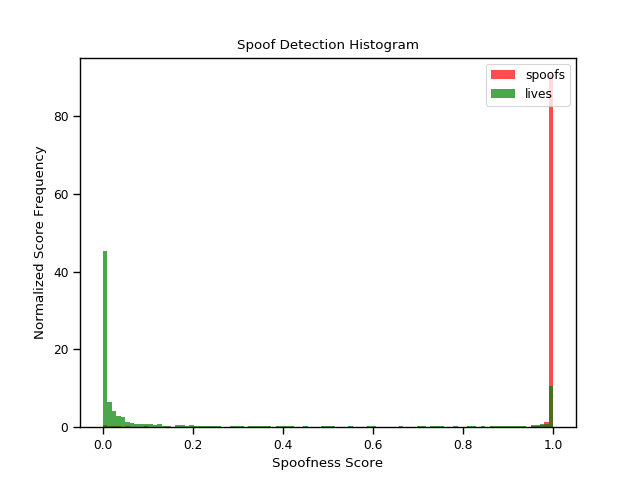 Spoof Detection Histogram
spoofs
lives
Normalized Score Frequency
80
60
40
20
0
0.0 0.2 0.4 0.6 0.8 1.0
Spoofness Score